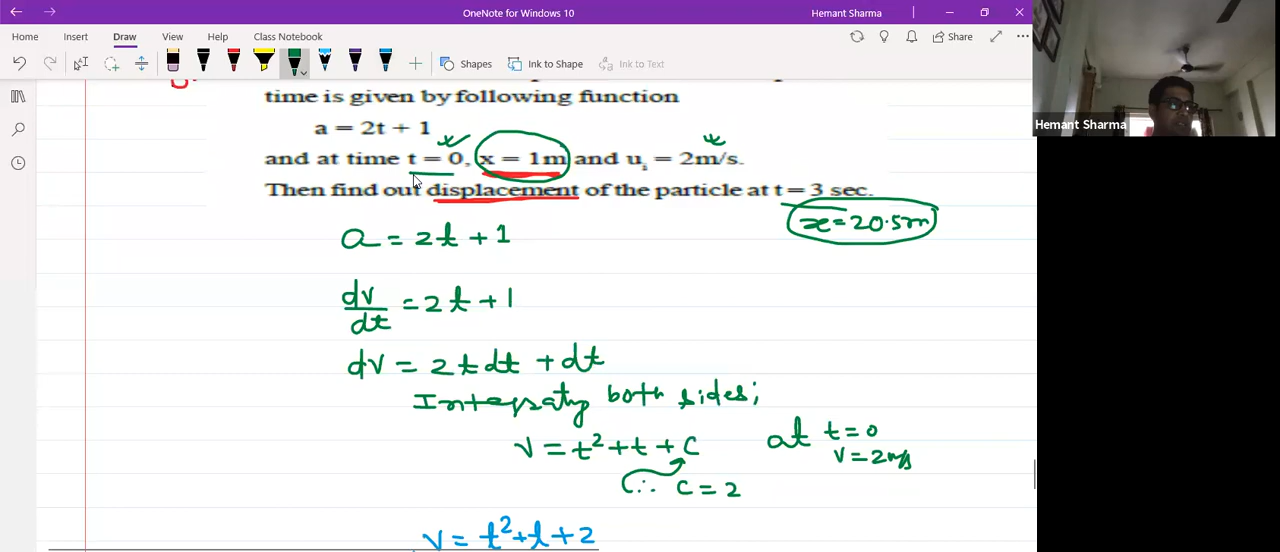 OneNote for Windows 10
Hemant Sharma
Home Insert Draw View Help Class Notebook
Share
Shapes Ink to Shape Ink to Text
time is given by following function
a = 2t + 1
and at time t = 0, x = 1m and ui = 2m/s.
Then find out displacement of the particle at t = 3 sec.
x = 20.5m
a = 2t + 1
dv/dt = 2t + 1
dv = 2t dt + dt
both sides;
v = t² + t + c
at t = 0
v = 2m/s
∴ c = 2
v = t² + t + 2
Hemant Sharma